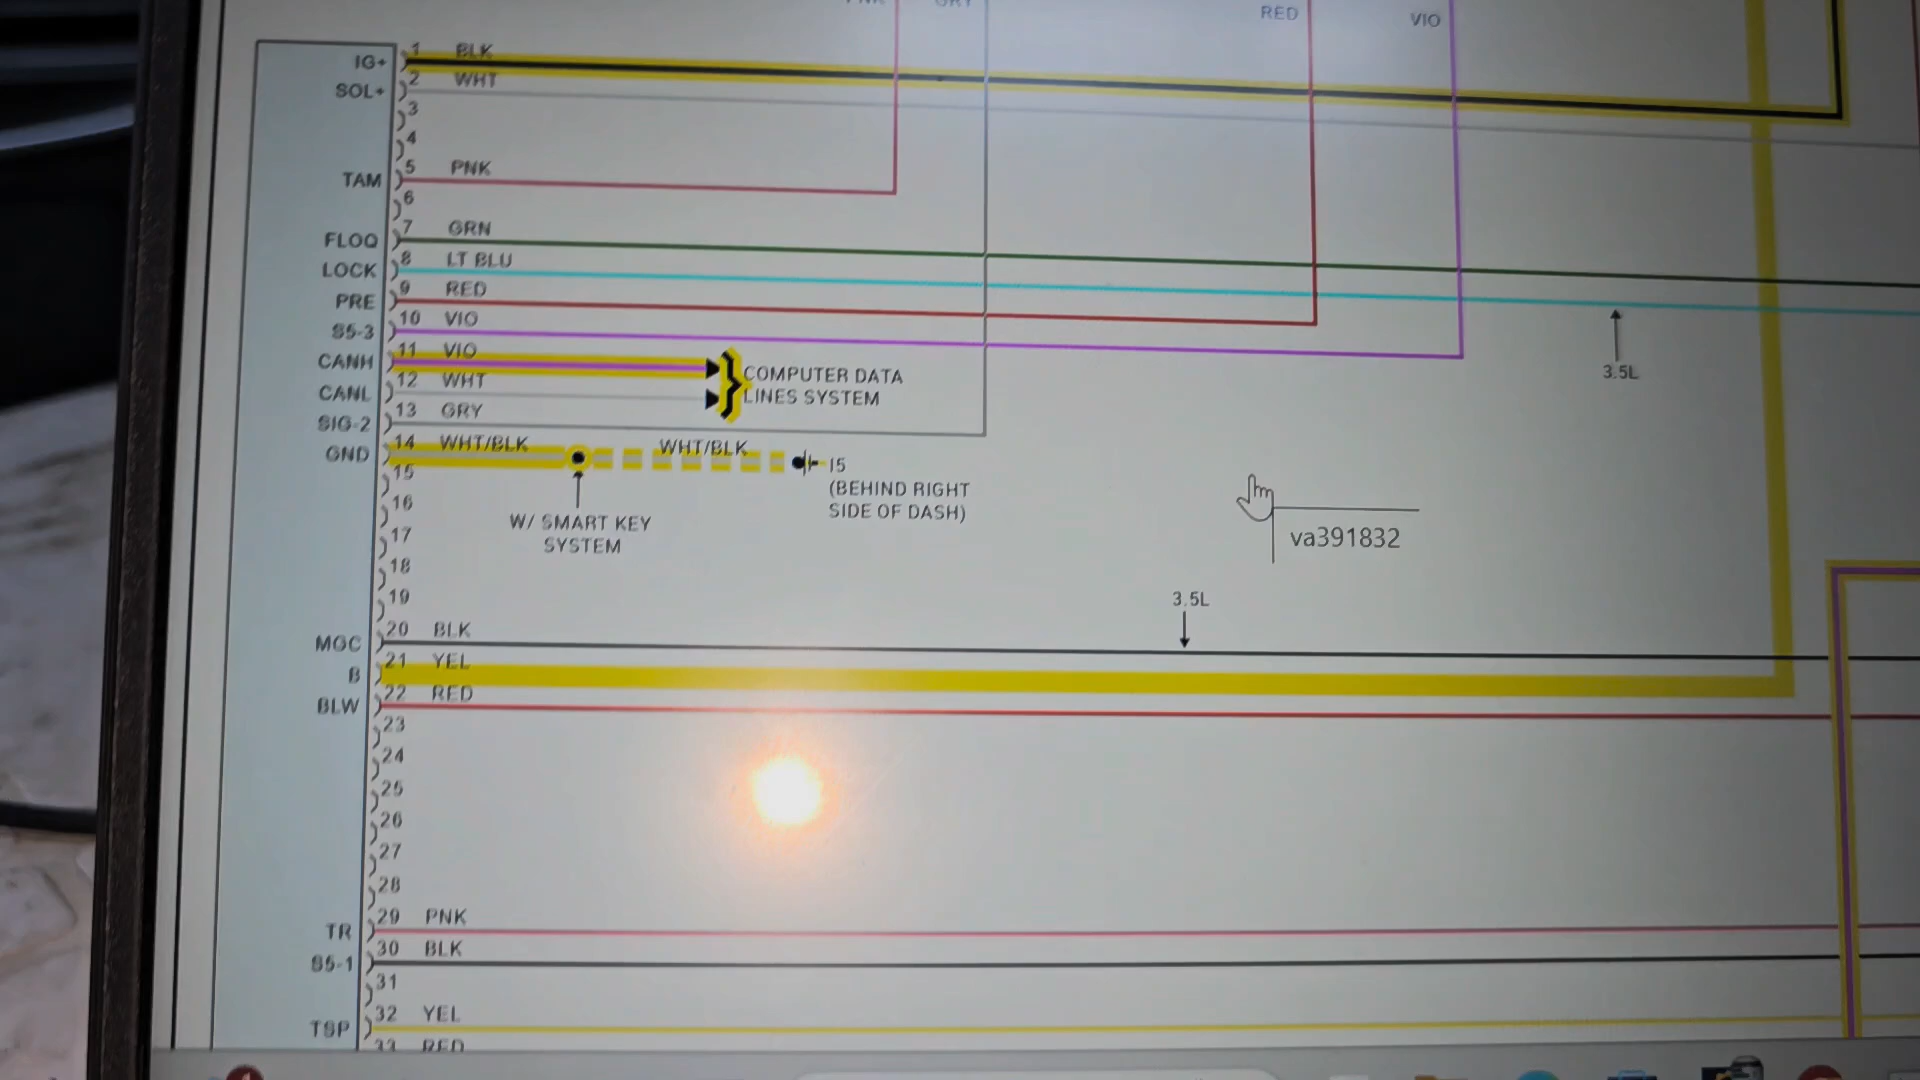 RED
VIO
IG+ 1 BLK
SOL+ 2 WHT
3
4
TAM 5 PNK
6
FLOQ 7 GRN
LOCK 8 LT BLU
PRE 9 RED
S5-3 10 VIO
CANH 11 VIO
CANL 12 WHT
COMPUTER DATA
LINES SYSTEM
SIG-2 13 GRY
GND 14 WHT/BLK WHT/BLK
I5
(BEHIND RIGHT
SIDE OF DASH)
W/ SMART KEY
SYSTEM
3.5L
va391832
15
16
17
18
19
3.5L
MGC 20 BLK
B 21 YEL
BLW 22 RED
23
24
25
26
27
28
TR 29 PNK
S5-1 30 BLK
31
TSP 32 YEL
33 RED